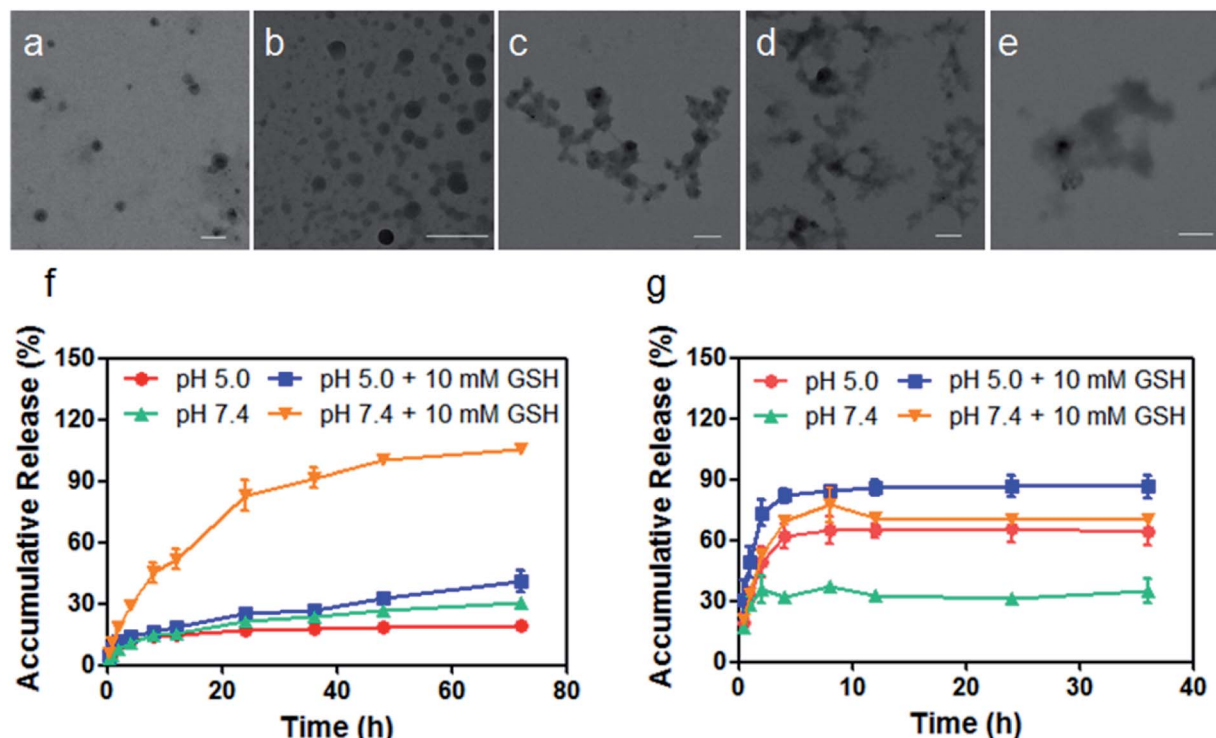 a b c d e
f
Accumulative Release (%)
150
120
90
60
30
0
pH 5.0
pH 5.0 + 10 mM GSH
pH 7.4
pH 7.4 + 10 mM GSH
0 20 40 60 80
Time (h)
g
Accumulative Release (%)
150
120
90
60
30
0
pH 5.0
pH 5.0 + 10 mM GSH
pH 7.4
pH 7.4 + 10 mM GSH
0 10 20 30 40
Time (h)